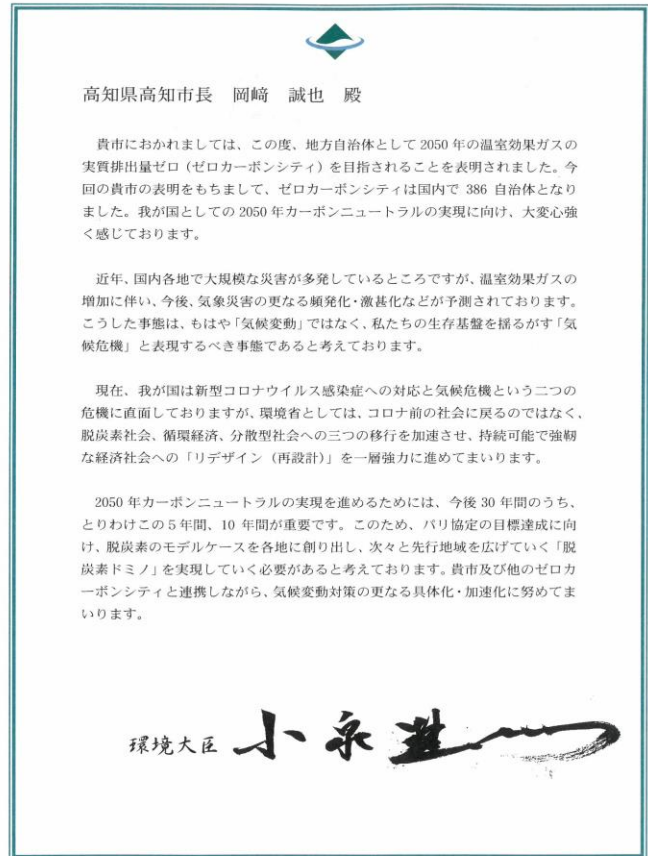 高知県高知市長　岡﨑　誠也　殿
貴市におかれましては、この度、地方自治体として 2050 年の温室効果ガスの
実質排出量ゼロ（ゼロカーボンシティ）を目指されることを表明されました。今
回の貴市の表明をもちまして、ゼロカーボンシティは国内で 386 自治体となり
ました。我が国としての 2050 年カーボンニュートラルの実現に向け、大変心強
く感じております。
近年、国内各地で大規模な災害が多発しているところですが、温室効果ガスの
増加に伴い、今後、気象災害の更なる頻発化・激甚化などが予測されております。
こうした事態は、もはや「気候変動」ではなく、私たちの生存基盤を揺るがす「気
候危機」と表現するべき事態であると考えております。
現在、我が国は新型コロナウイルス感染症への対応と気候危機という二つの
危機に直面しておりますが、環境省としては、コロナ前の社会に戻るのではなく、
脱炭素社会、循環経済、分散型社会への三つの移行を加速させ、持続可能で強靭
な経済社会への「リデザイン（再設計）」を一層強力に進めてまいります。
2050 年カーボンニュートラルの実現を進めるためには、今後 30 年間のうち、
とりわけこの５年間、10 年間が重要です。このため、パリ協定の目標達成に向
け、脱炭素のモデルケースを各地に創り出し、次々と先行地域を広げていく「脱
炭素ドミノ」を実現していく必要があると考えております。貴市及び他のゼロカ
ーボンシティと連携しながら、気候変動対策の更なる具体化・加速化に努めてま
いります。
環境大臣 小泉進